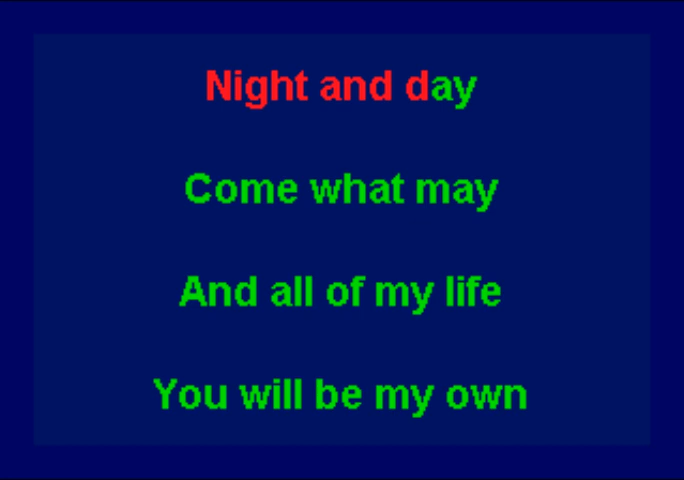 Night and day
Come what may
And all of my life
You will be my own